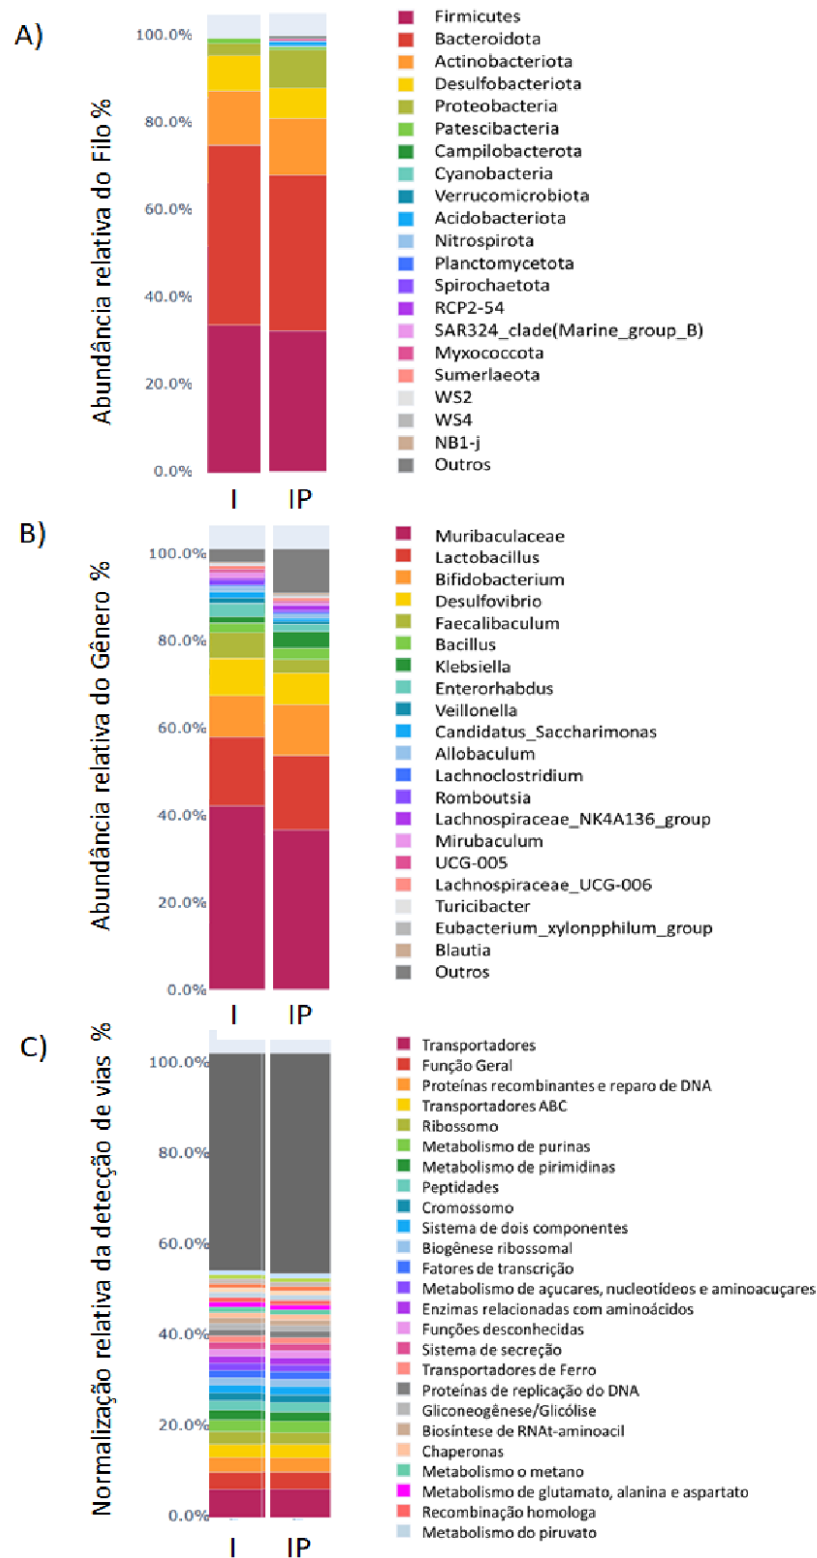 A)
Abundância relativa do Filo %
100.0%
80.0%
60.0%
40.0%
20.0%
0.0%
I
IP
Firmicutes
Bacteroidota
Actinobacteriota
Desulfobacteriota
Proteobacteria
Patescibacteria
Campilobacterota
Cyanobacteria
Verrucomicrobiota
Acidobacteriota
Nitrospirota
Planctomycetota
Spirochaetota
RCP2-54
SAR324_clade(Marine_group_B)
Myxococcota
Sumerlaeota
WS2
WS4
NB1-j
Outros
B)
Abundância relativa do Gênero %
100.0%
80.0%
60.0%
40.0%
20.0%
0.0%
I
IP
Muribaculaceae
Lactobacillus
Bifidobacterium
Desulfovibrio
Faecalibaculum
Bacillus
Klebsiella
Enterorhabdus
Veillonella
Candidatus_Saccharimonas
Allobaculum
Lachnoclostridium
Romboutsia
Lachnospiraceae_NK4A136_group
Mirubaculum
UCG-005
Lachnospiraceae_UCG-006
Turicibacter
Eubacterium_xylonpphilum_group
Blautia
Outros
C)
Normalização relativa da detecção de vias %
100.0%
80.0%
60.0%
40.0%
20.0%
0.0%
I
IP
Transportadores
Função Geral
Proteínas recombinantes e reparo de DNA
Transportadores ABC
Ribossomo
Metabolismo de purinas
Metabolismo de pirimidinas
Peptidades
Cromossomo
Sistema de dois componentes
Biogênese ribossomal
Fatores de transcrição
Metabolismo de açucares, nucleotídeos e aminoacuçares
Enzimas relacionadas com aminoácidos
Funções desconhecidas
Sistema de secreção
Transportadores de Ferro
Proteínas de replicação do DNA
Gliconeogênese/Glicólise
Biosíntese de RNAt-aminoacil
Chaperonas
Metabolismo o metano
Metabolismo de glutamato, alanina e aspartato
Recombinação homologa
Metabolismo do piruvato